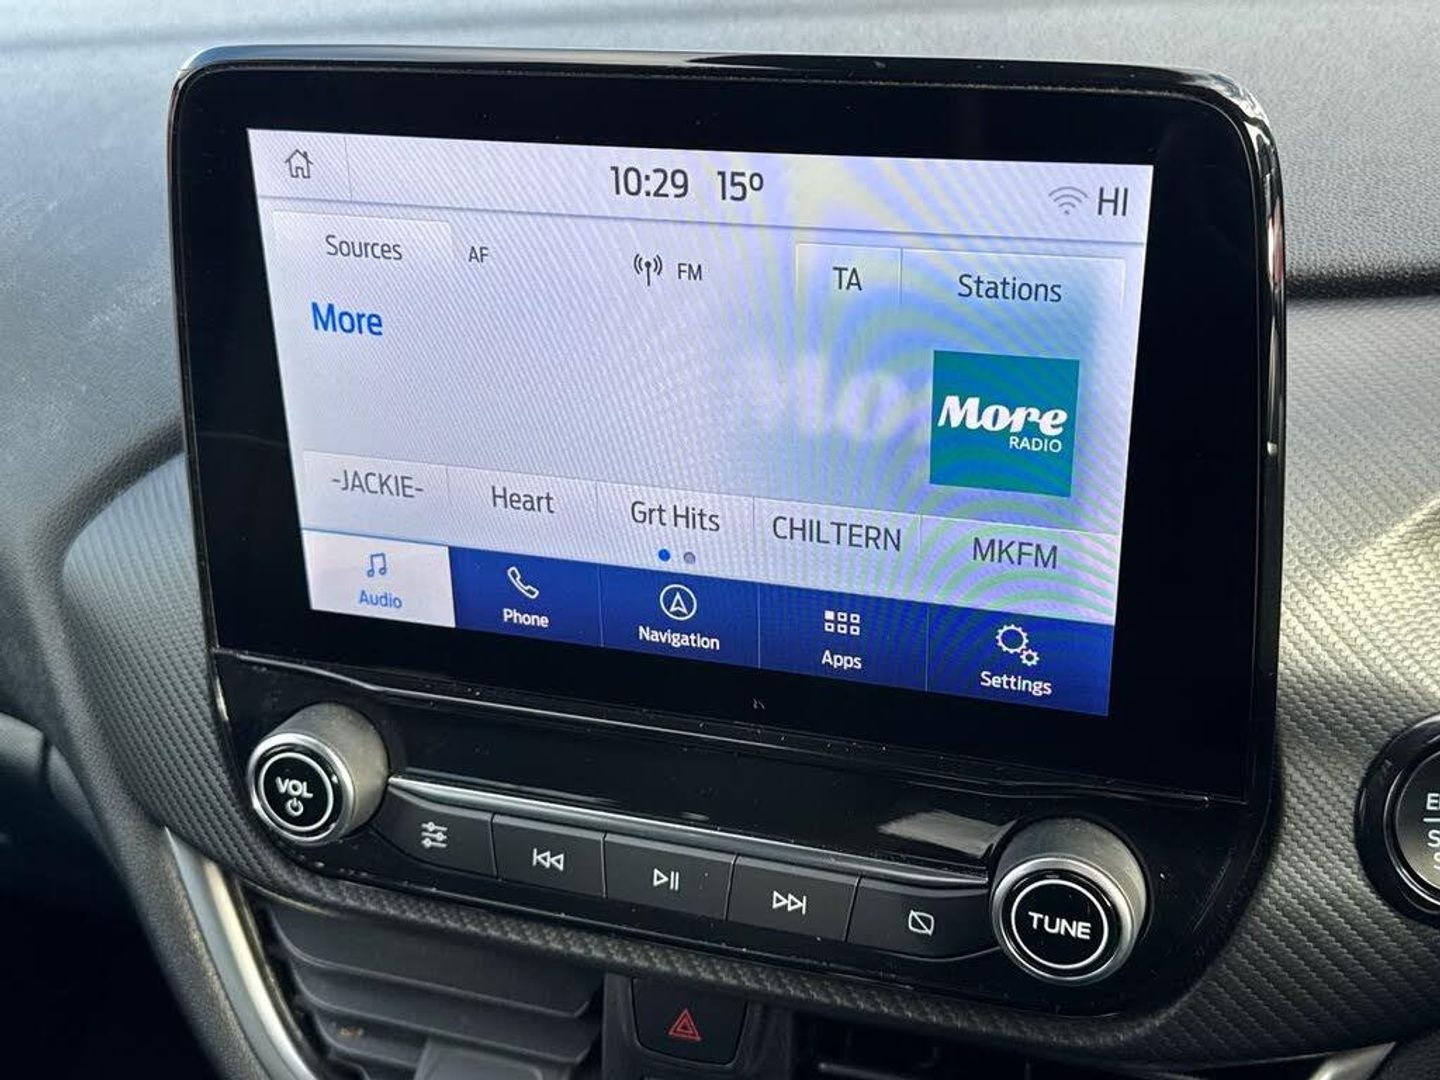 10:29 15º
HI
Sources
AF
FM
TA
Stations
More
More
RADIO
-JACKIE-
Heart
Grt Hits
CHILTERN
MKFM
Audio
Phone
Navigation
Apps
Settings
VOL
TUNE